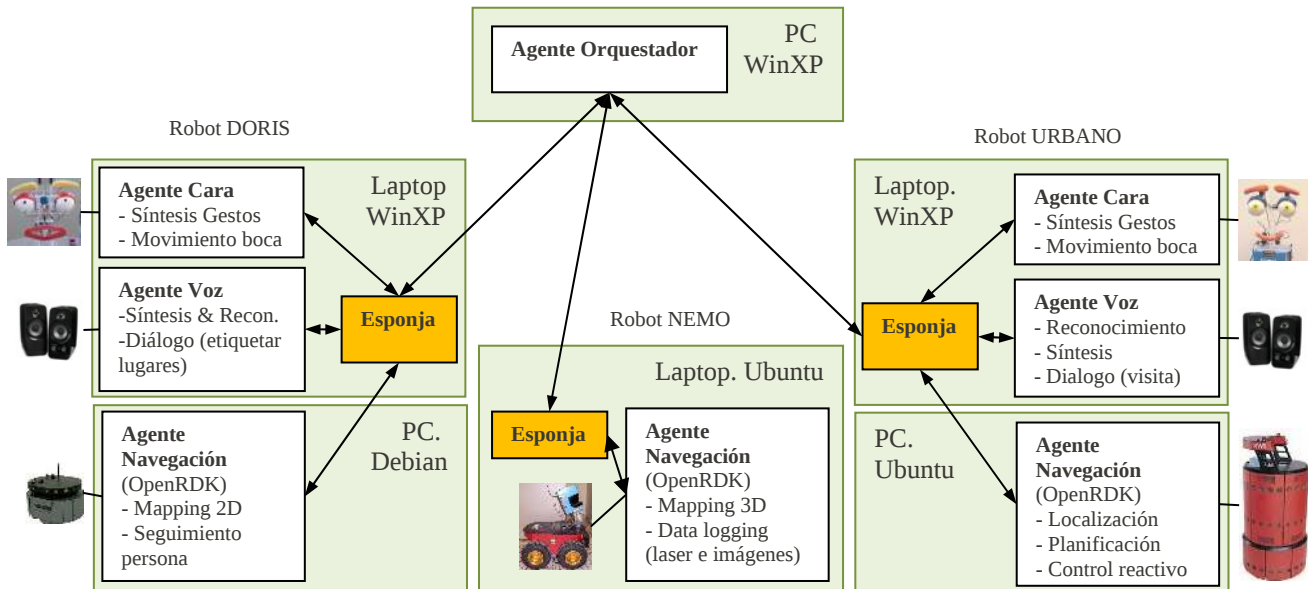 Agente Orquestador
PC
WinXP
Robot DORIS
Laptop
WinXP
Agente Cara
- Síntesis Gestos
- Movimiento boca
Agente Voz
-Síntesis & Recon.
-Diálogo (etiquetar
lugares)
Esponja
PC.
Debian
Agente
Navegación
(OpenRDK)
- Mapping 2D
- Seguimiento
persona
Robot NEMO
Laptop. Ubuntu
Esponja
Agente
Navegación
(OpenRDK)
- Mapping 3D
- Data logging
(laser e imágenes)
Robot URBANO
Laptop.
WinXP
Agente Cara
- Síntesis Gestos
- Movimiento boca
Esponja
Agente Voz
- Reconocimiento
- Síntesis
- Dialogo (visita)
PC.
Ubuntu
Agente
Navegación
(OpenRDK)
- Localización
- Planificación
- Control reactivo